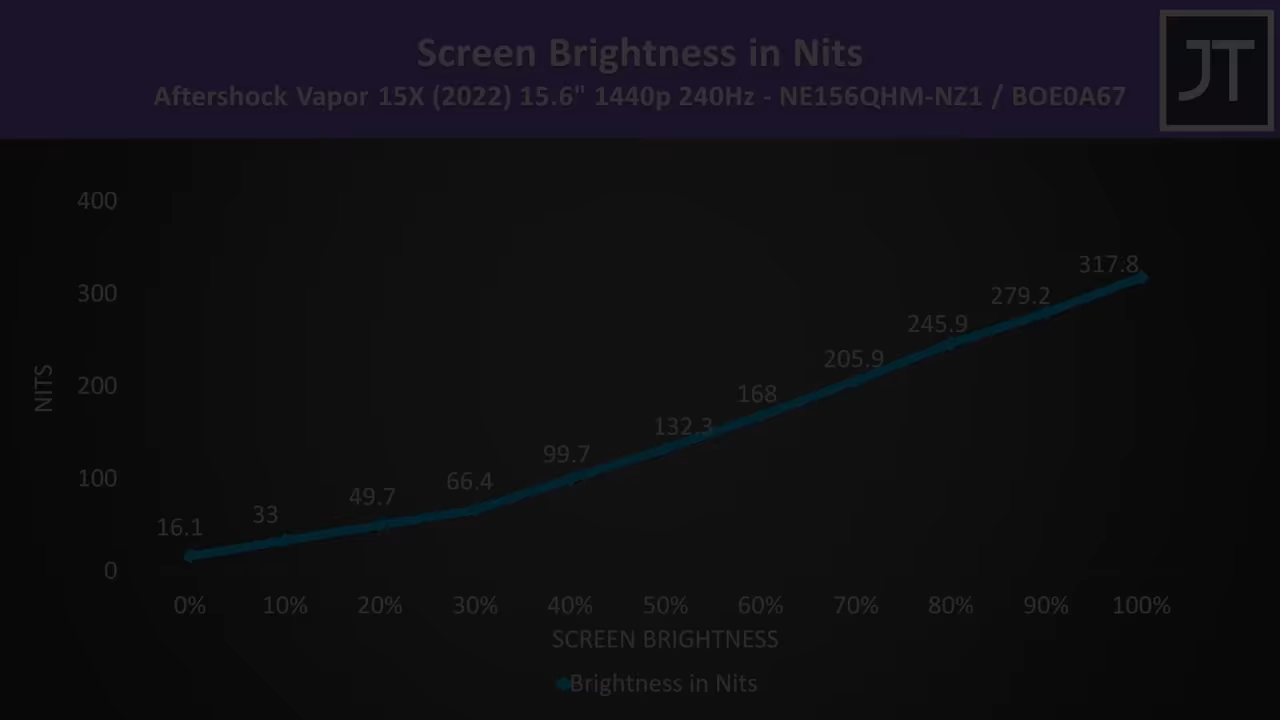 Screen Brightness in Nits
Aftershock Vapor 15X (2022) 15.6" 1440p 240Hz - NE156QHM-NZ1 / BOE0A67
JT
400
300
200
100
0
NITS
16.1
33
49.7
66.4
99.7
132.3
168
205.9
245.9
279.2
317.8
0% 10% 20% 30% 40% 50% 60% 70% 80% 90% 100%
SCREEN BRIGHTNESS
Brightness in Nits